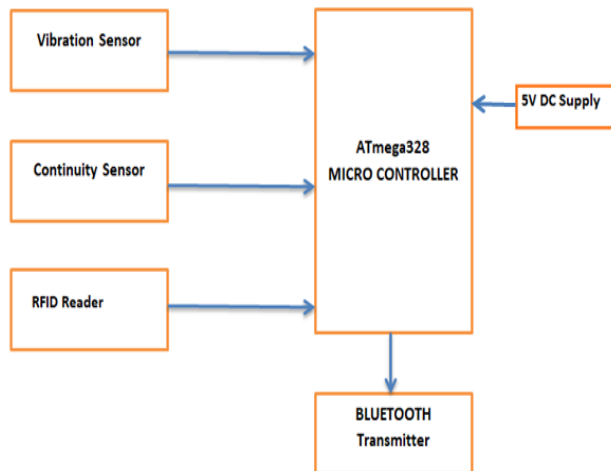 Vibration Sensor
5V DC Supply
ATmega328
MICRO CONTROLLER
Continuity Sensor
RFID Reader
BLUETOOTH
Transmitter